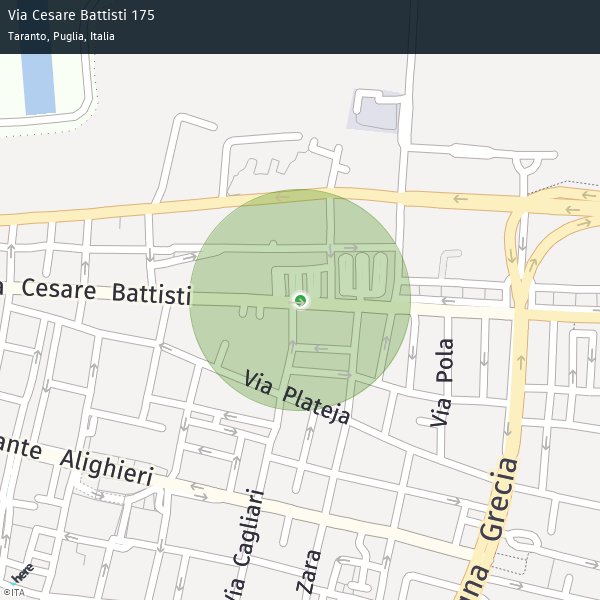 Via Cesare Battisti 175
Taranto, Puglia, Italia
a Cesare Battisti
Via Plateja
Via Pola
ante Alighieri
via Cagliari
Zara
gna Grecia
here
©ITA